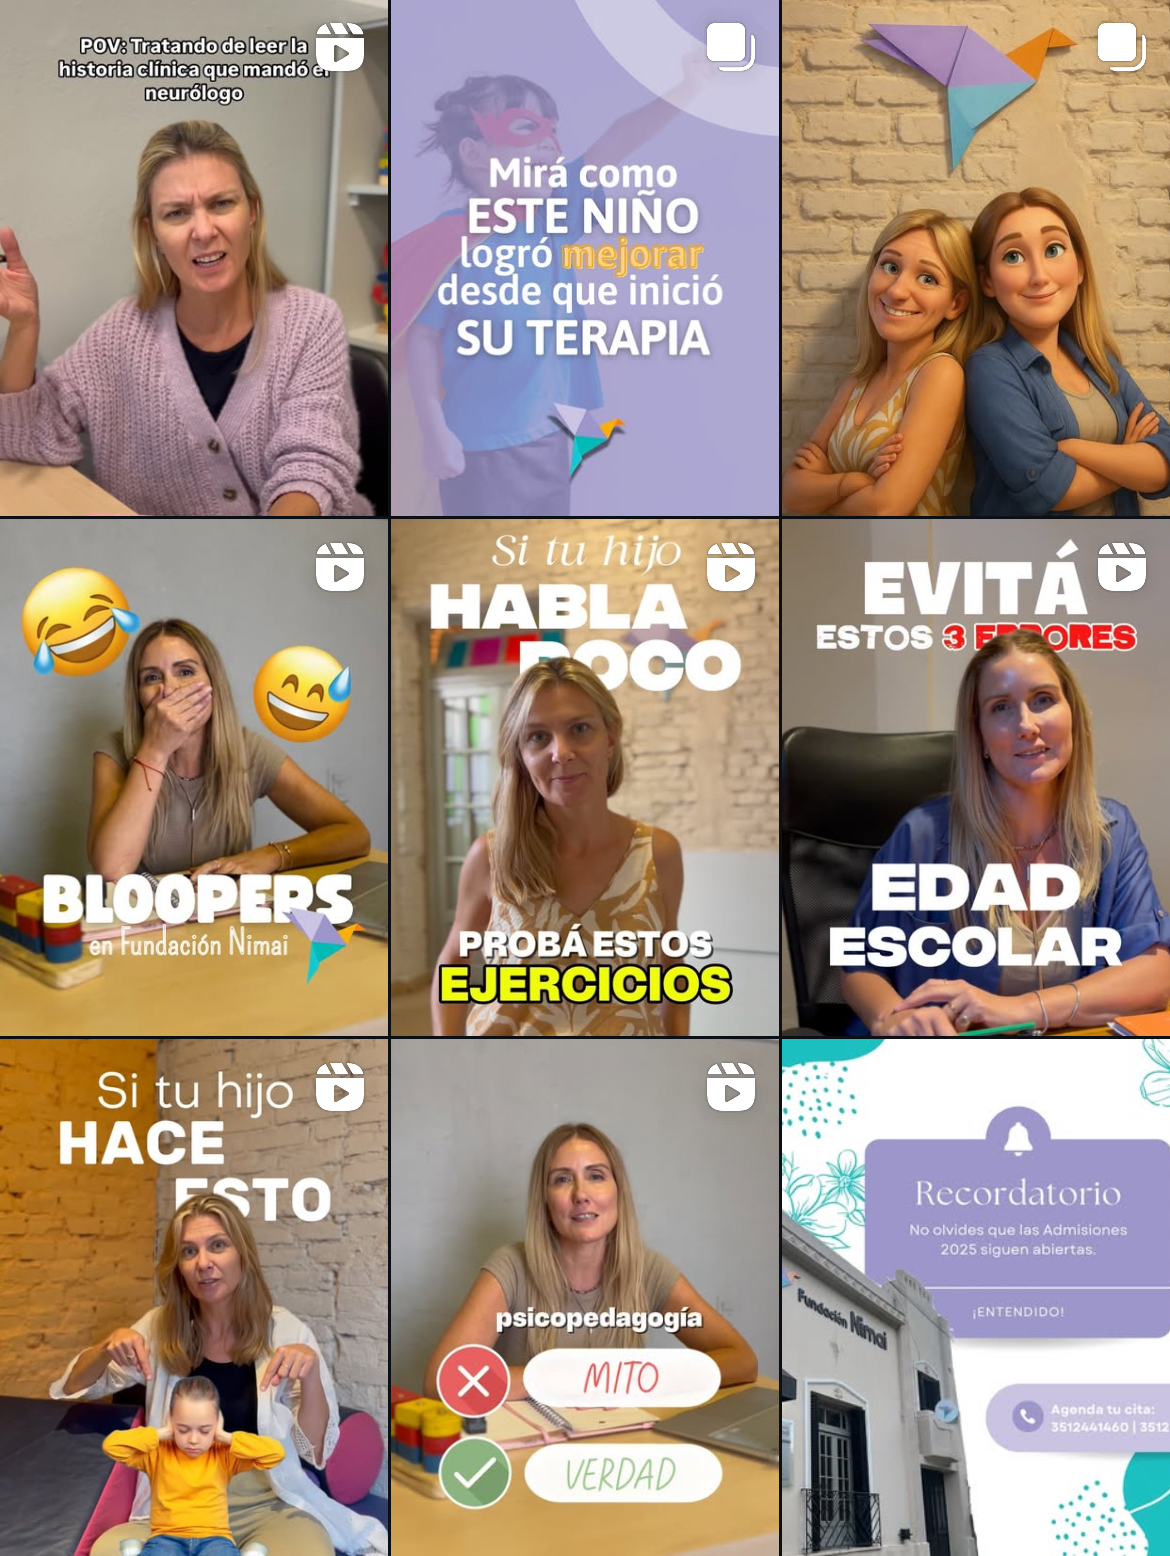 POV: Tratando de leer la
historia clínica que mandó el
neurólogo
Mirá como
ESTE NIÑO
logró mejorar
desde que inició
SU TERAPIA
BLOOPERS
en Fundación Nimai
Si tu hijo
HABLA
POCO
PROBÁ ESTOS
EJERCICIOS
EVITÁ
ESTOS 3 ERRORES
EDAD
ESCOLAR
Si tu hijo
HACE
ESTO
psicopedagogía
MITO
VERDAD
Recordatorio
No olvides que las Admisiones
2025 siguen abiertas.
¡ENTENDIDO!
Fundación Nimai
Agenda tu cita:
3512441460 | 3512